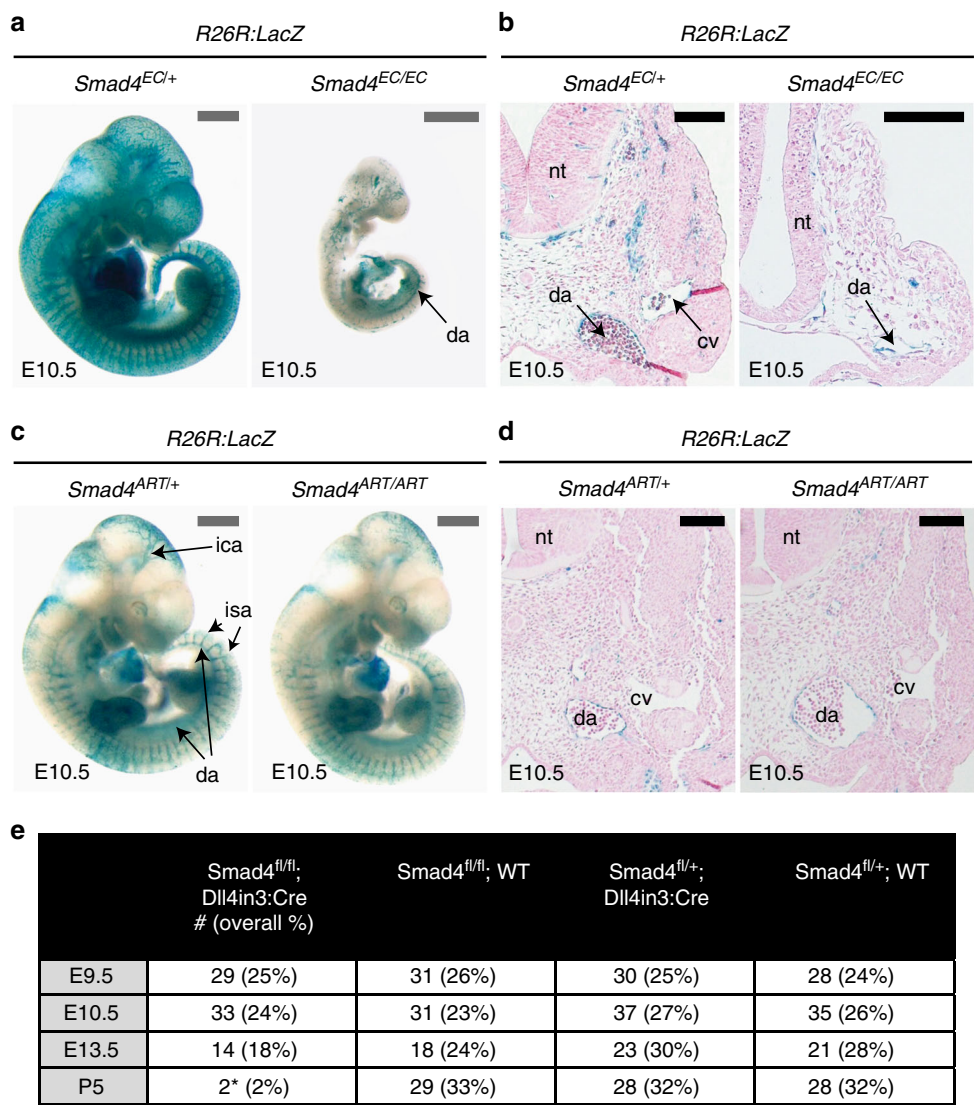 a
R26R:LacZ
Smad4EC/+
Smad4EC/EC
E10.5
E10.5
da
b
R26R:LacZ
Smad4EC/+
Smad4EC/EC
nt
da
cv
E10.5
nt
da
E10.5
c
R26R:LacZ
Smad4ART/+
Smad4ART/ART
ica
isa
da
E10.5
E10.5
d
R26R:LacZ
Smad4ART/+
Smad4ART/ART
nt
cv
da
E10.5
nt
cv
da
E10.5
e
Smad4fl/fl; Smad4fl/fl; WT Smad4fl/+; Smad4fl/+; WT
Dll4in3:Cre Dll4in3:Cre
# (overall %)
E9.5 29 (25%) 31 (26%) 30 (25%) 28 (24%)
E10.5 33 (24%) 31 (23%) 37 (27%) 35 (26%)
E13.5 14 (18%) 18 (24%) 23 (30%) 21 (28%)
P5 2* (2%) 29 (33%) 28 (32%) 28 (32%)